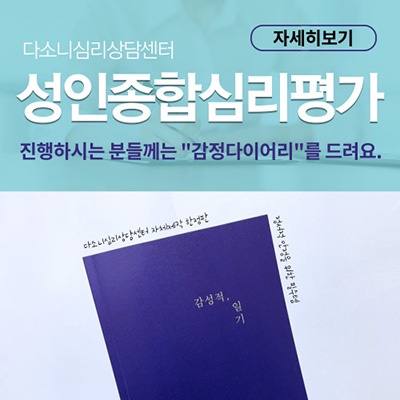 자세히보기
다소니심리상담센터
성인종합심리평가
진행하시는 분들께는 "감정다이어리"를 드려요.
다소니심리상담센터 자체제작 한정판
감성적,
일
기